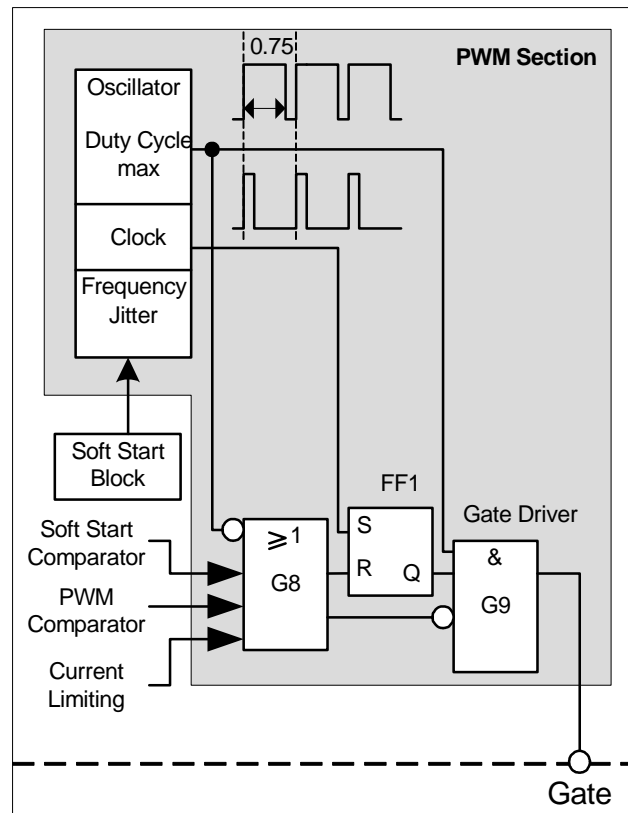 0.75
PWM Section
Oscillator
Duty Cycle
max
Clock
Frequency
Jitter
Soft Start
Block
FF1
Gate Driver
Soft Start
Comparator
PWM
Comparator
Current
Limiting
≥1
G8
S
R
Q
&
G9
Gate